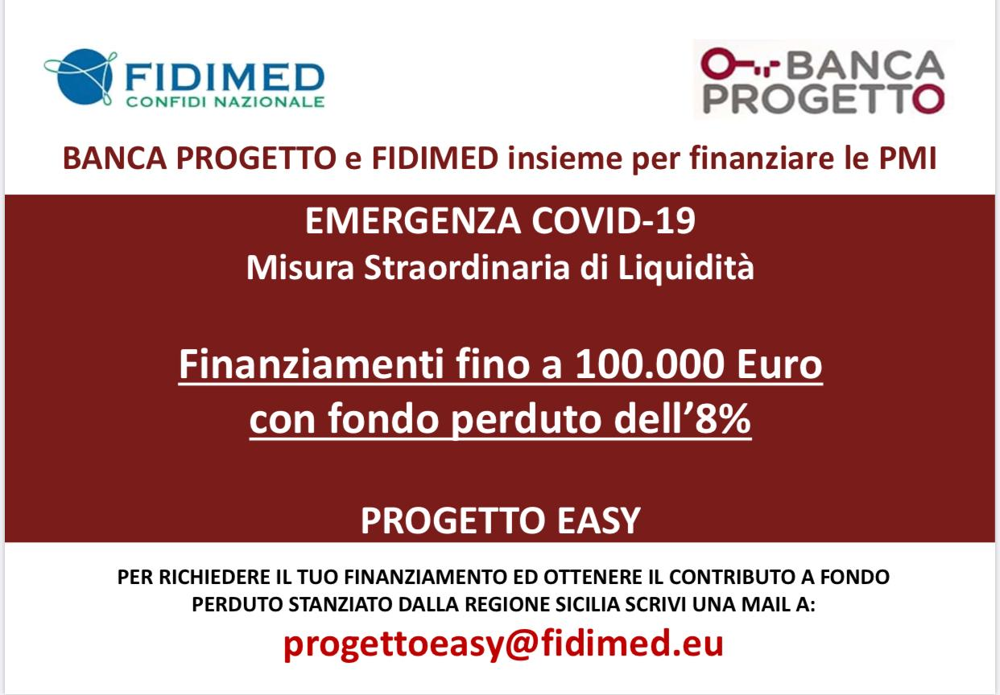 FIDIMED
CONFIDI NAZIONALE
BANCA
PROGETTO
BANCA PROGETTO e FIDIMED insieme per finanziare le PMI
EMERGENZA COVID-19
Misura Straordinaria di Liquidità
Finanziamenti fino a 100.000 Euro
con fondo perduto dell’8%
PROGETTO EASY
PER RICHIEDERE IL TUO FINANZIAMENTO ED OTTENERE IL CONTRIBUTO A FONDO
PERDUTO STANZIATO DALLA REGIONE SICILIA SCRIVI UNA MAIL A:
progettoeasy@fidimed.eu